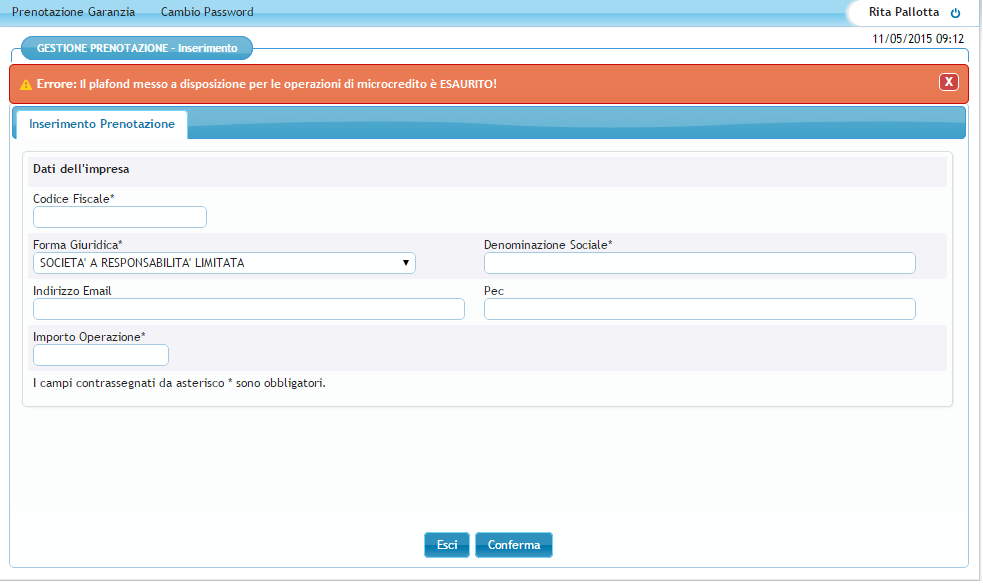 Prenotazione Garanzia Cambio Password Rita Pallotta
11/05/2015 09:12
GESTIONE PRENOTAZIONE - Inserimento
Errore: Il plafond messo a disposizione per le operazioni di microcredito è ESAURITO! X
Inserimento Prenotazione
Dati dell'impresa
Codice Fiscale*
Forma Giuridica* Denominazione Sociale*
SOCIETA' A RESPONSABILITA' LIMITATA
Indirizzo Email Pec
Importo Operazione*
I campi contrassegnati da asterisco * sono obbligatori.
Esci Conferma